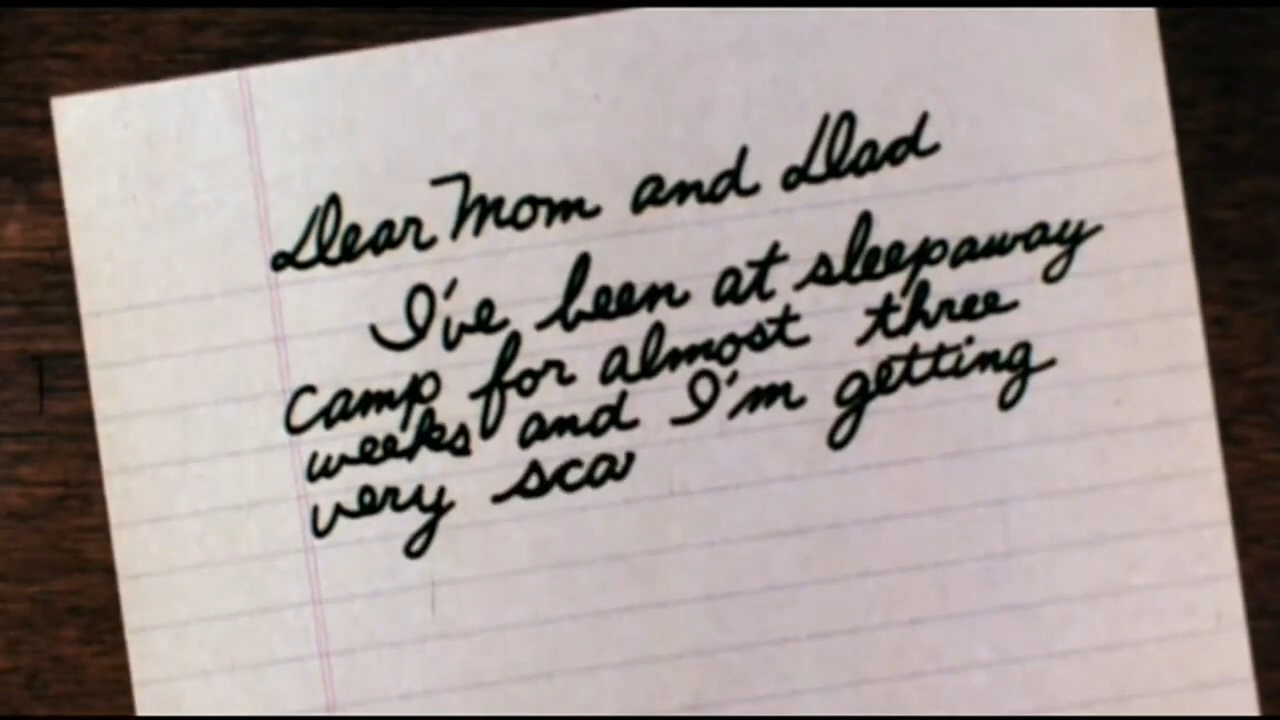 Dear Mom and Dad
I've been at sleepaway
camp for almost three
weeks and I'm getting
very sca